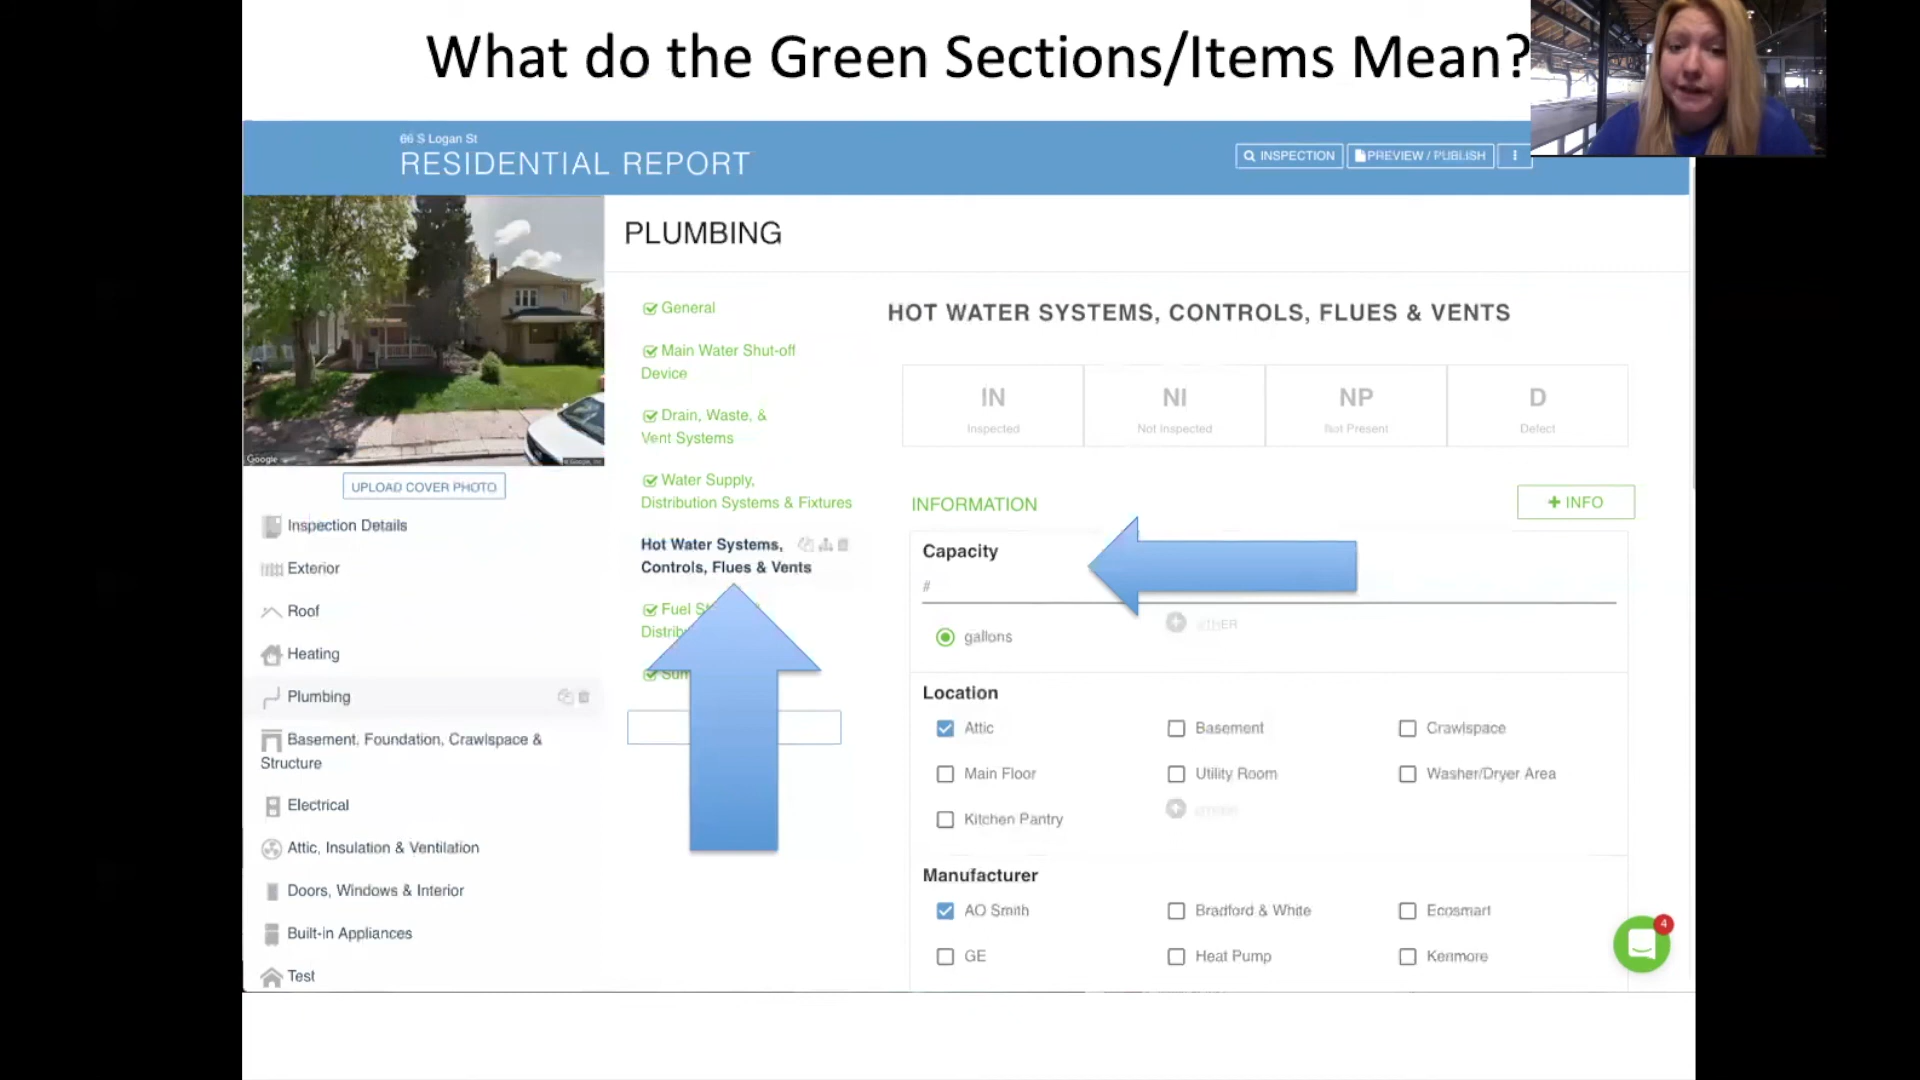 What do the Green Sections/Items Mean?
66 S Logan St
RESIDENTIAL REPORT
INSPECTION
PREVIEW / PUBLISH
Google
UPLOAD COVER PHOTO
Inspection Details
Exterior
Roof
Heating
Plumbing
Basement, Foundation, Crawlspace &
Structure
Electrical
Attic, Insulation & Ventilation
Doors, Windows & Interior
Built-in Appliances
Test
PLUMBING
General
Main Water Shut-off
Device
Drain, Waste, &
Vent Systems
Water Supply,
Distribution Systems & Fixtures
Hot Water Systems,
Controls, Flues & Vents
Fuel
HOT WATER SYSTEMS, CONTROLS, FLUES & VENTS
IN
Inspected
NI
Not Inspected
NP
Not Present
D
Defect
INFORMATION
+ INFO
Capacity
#
gallons
OTHER
Location
Attic
Basement
Crawlspace
Main Floor
Utility Room
Washer/Dryer Area
Kitchen Pantry
Manufacturer
AO Smith
Bradford & White
Ecosmart
GE
Heat Pump
Kenmore
4